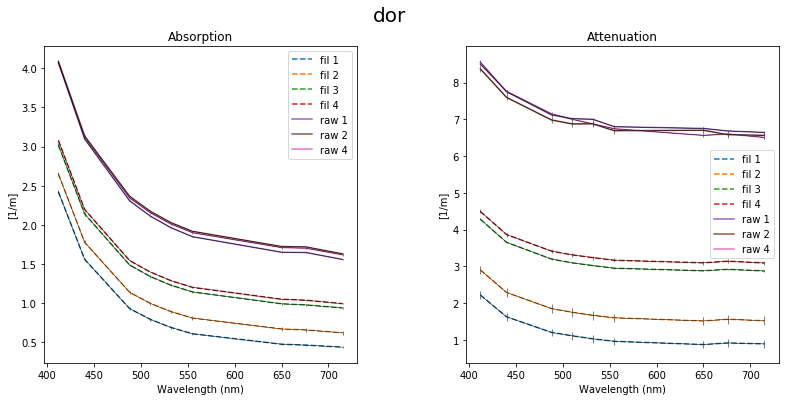 dor
Absorption
4.0
3.5
3.0
2.5
2.0
1.5
1.0
0.5
[1/m]
400 450 500 550 600 650 700
Wavelength (nm)
fil 1
fil 2
fil 3
fil 4
raw 1
raw 2
raw 4
Attenuation
8
7
6
5
4
3
2
1
[1/m]
400 450 500 550 600 650 700
Wavelength (nm)
fil 1
fil 2
fil 3
fil 4
raw 1
raw 2
raw 4